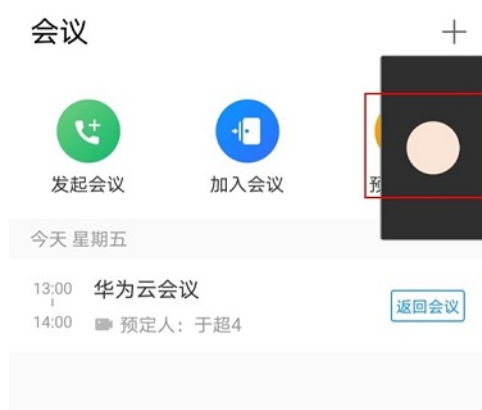 会议
发起会议
加入会议
预
今天 星期五
13:00
华为云会议
14:00
预定人：于超4
返回会议